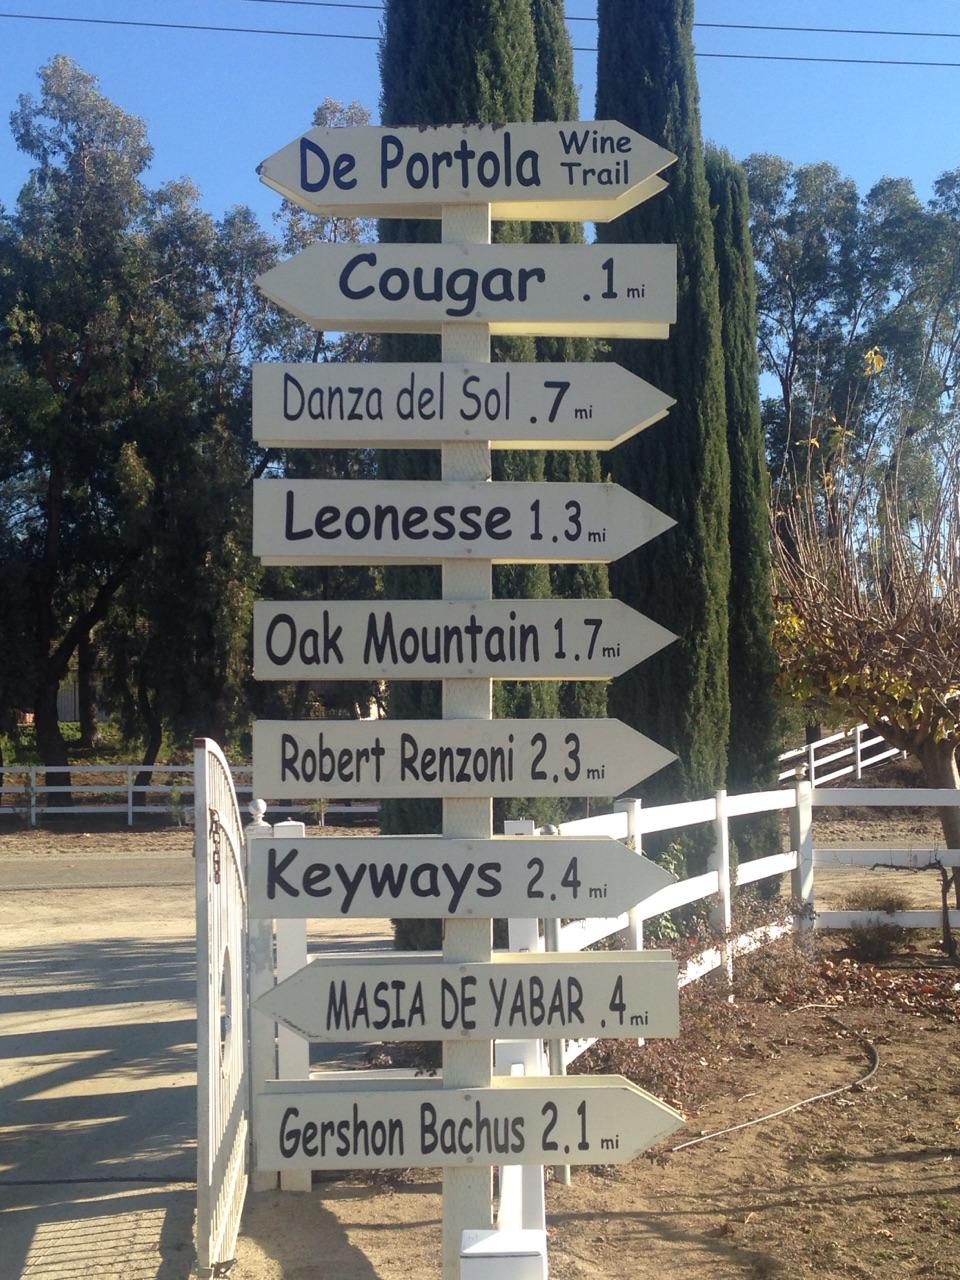 De Portola Wine Trail
Cougar .1 mi
Danza del Sol .7 mi
Leonesse 1.3 mi
Oak Mountain 1.7 mi
Robert Renzoni 2.3 mi
Keyways 2.4 mi
MASIA DE YABAR .4 mi
Gershon Bachus 2.1 mi